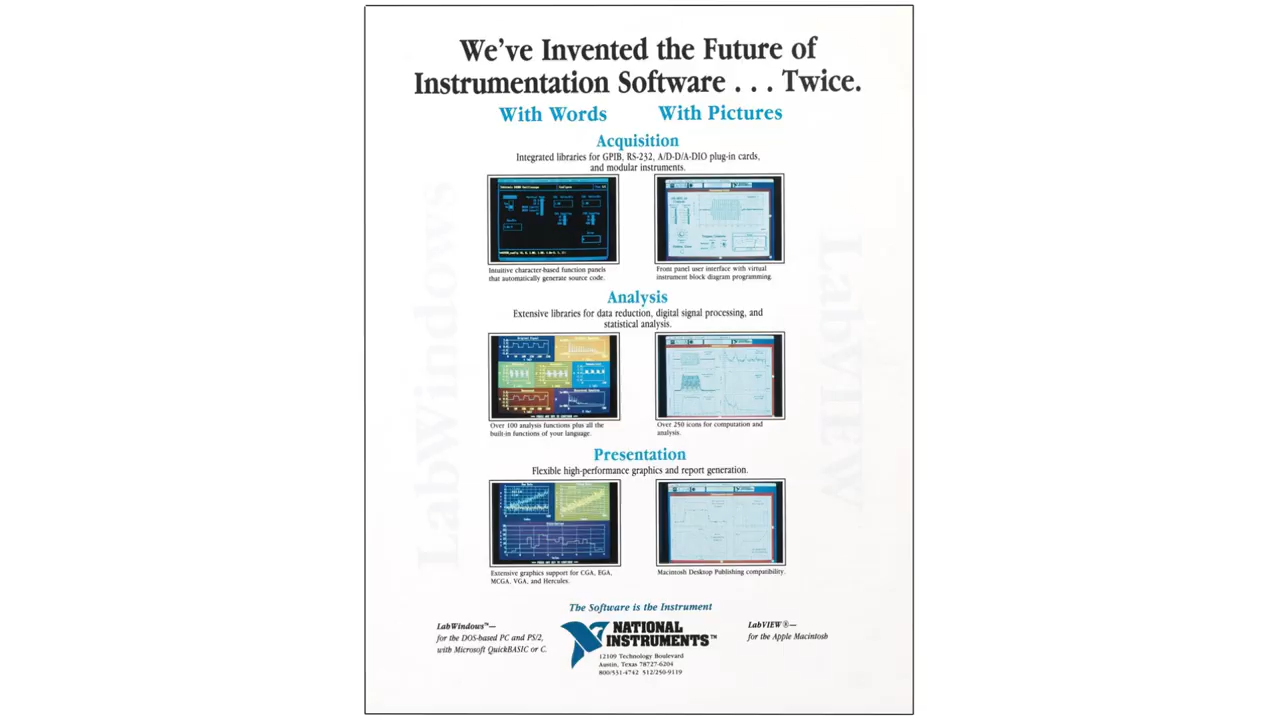 We've Invented the Future of
Instrumentation Software . . . Twice.
With Words
With Pictures
Acquisition
Integrated libraries for GPIB, RS-232, A/D-D/A-DIO plug-in cards,
and modular instruments.
Intuitive character-based function panels
that automatically generate source code.
Front panel user interface with virtual
instrument block diagram programming.
Analysis
Extensive libraries for data reduction, digital signal processing, and
statistical analysis.
Over 100 analysis functions plus all the
built-in functions of your language.
Over 250 icons for computation and
analysis.
Presentation
Flexible high-performance graphics and report generation.
Extensive graphics support for CGA, EGA,
MCGA, VGA, and Hercules.
Macintosh Desktop Publishing compatibility.
LabWindows
LabVIEW
The Software is the Instrument
LabWindows™—
for the DOS-based PC and PS/2,
with Microsoft QuickBASIC or C.
NATIONAL
INSTRUMENTS™
12109 Technology Boulevard
Austin, Texas 78727-6204
800/531-4742 512/250-9119
LabVIEW®—
for the Apple Macintosh